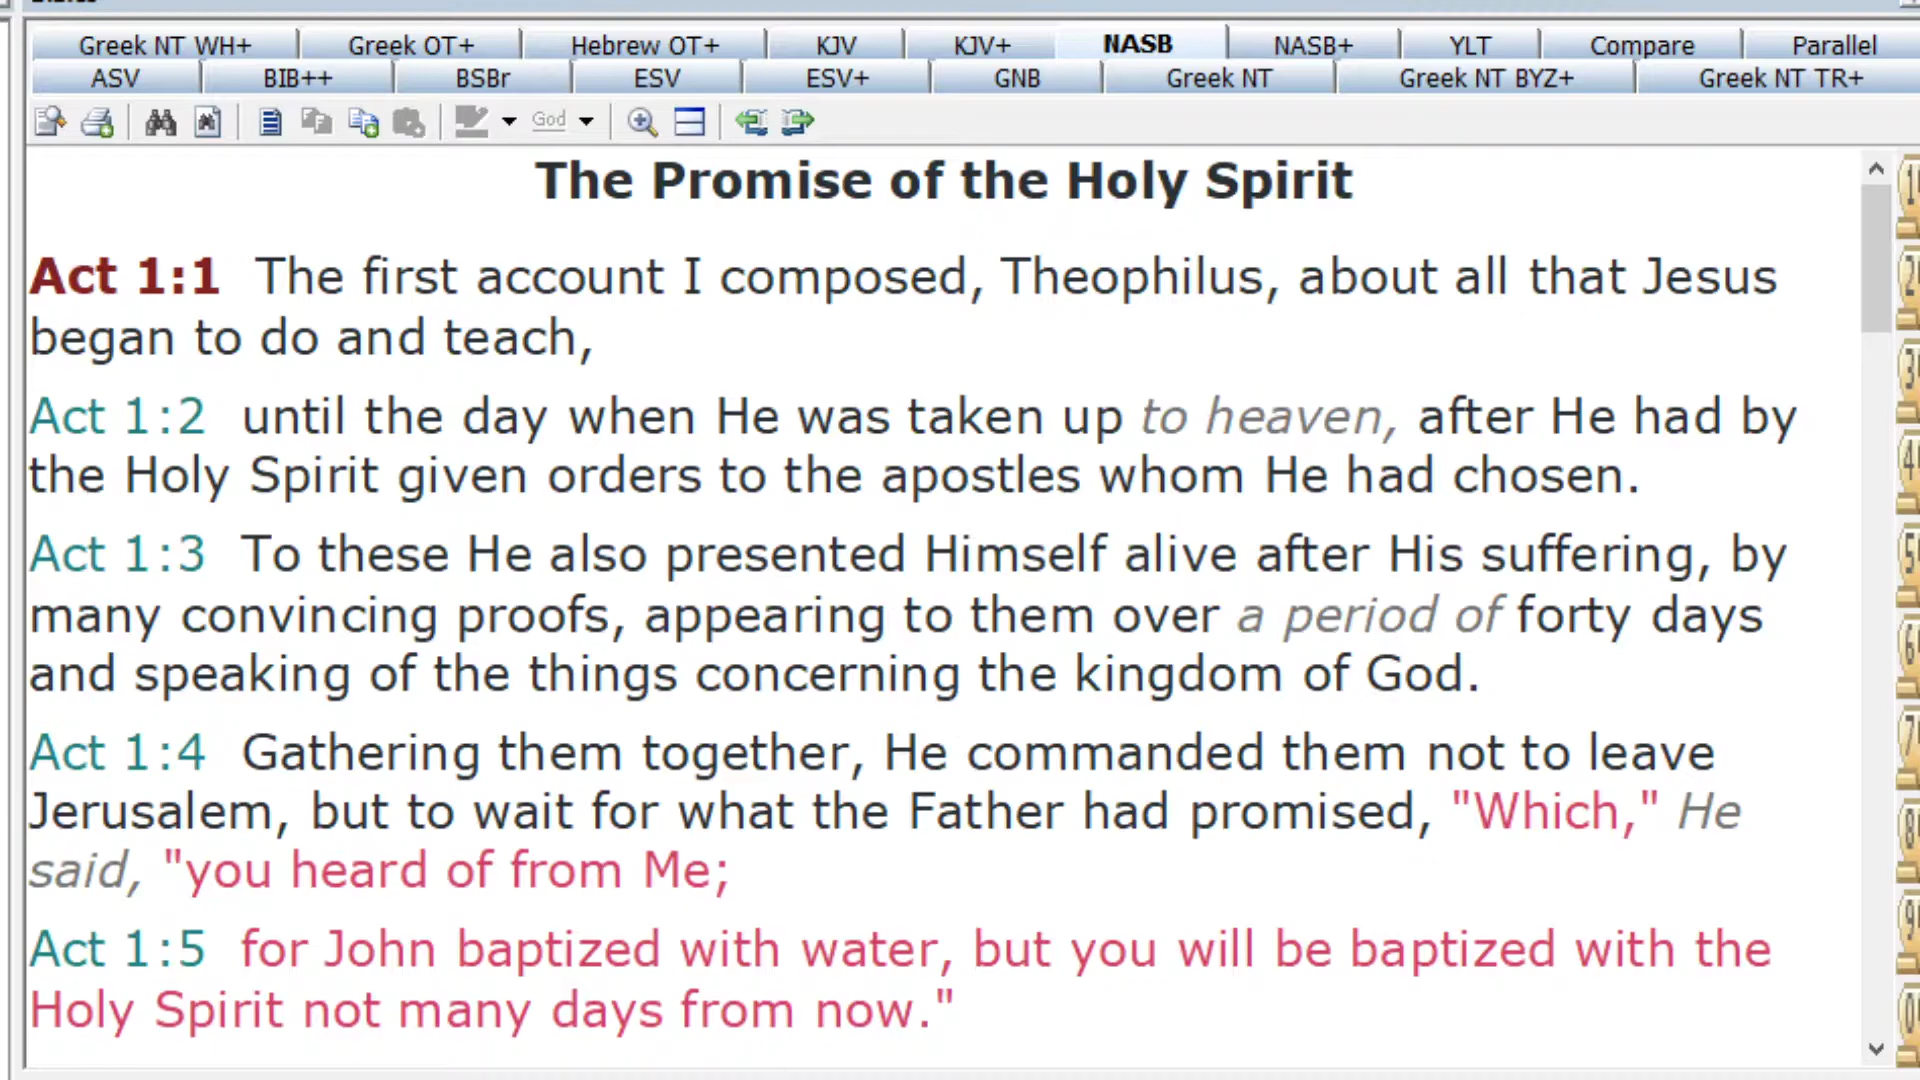 Greek NT WH+ Greek OT+ Hebrew OT+ KJV KJV+ NASB NASB+ YLT Compare Parallel
ASV BIB++ BSBr ESV ESV+ GNB Greek NT Greek NT BYZ+ Greek NT TR+
God
The Promise of the Holy Spirit
Act 1:1 The first account I composed, Theophilus, about all that Jesus
began to do and teach,
Act 1:2 until the day when He was taken up to heaven, after He had by
the Holy Spirit given orders to the apostles whom He had chosen.
Act 1:3 To these He also presented Himself alive after His suffering, by
many convincing proofs, appearing to them over a period of forty days
and speaking of the things concerning the kingdom of God.
Act 1:4 Gathering them together, He commanded them not to leave
Jerusalem, but to wait for what the Father had promised, "Which," He
said, "you heard of from Me;
Act 1:5 for John baptized with water, but you will be baptized with the
Holy Spirit not many days from now."